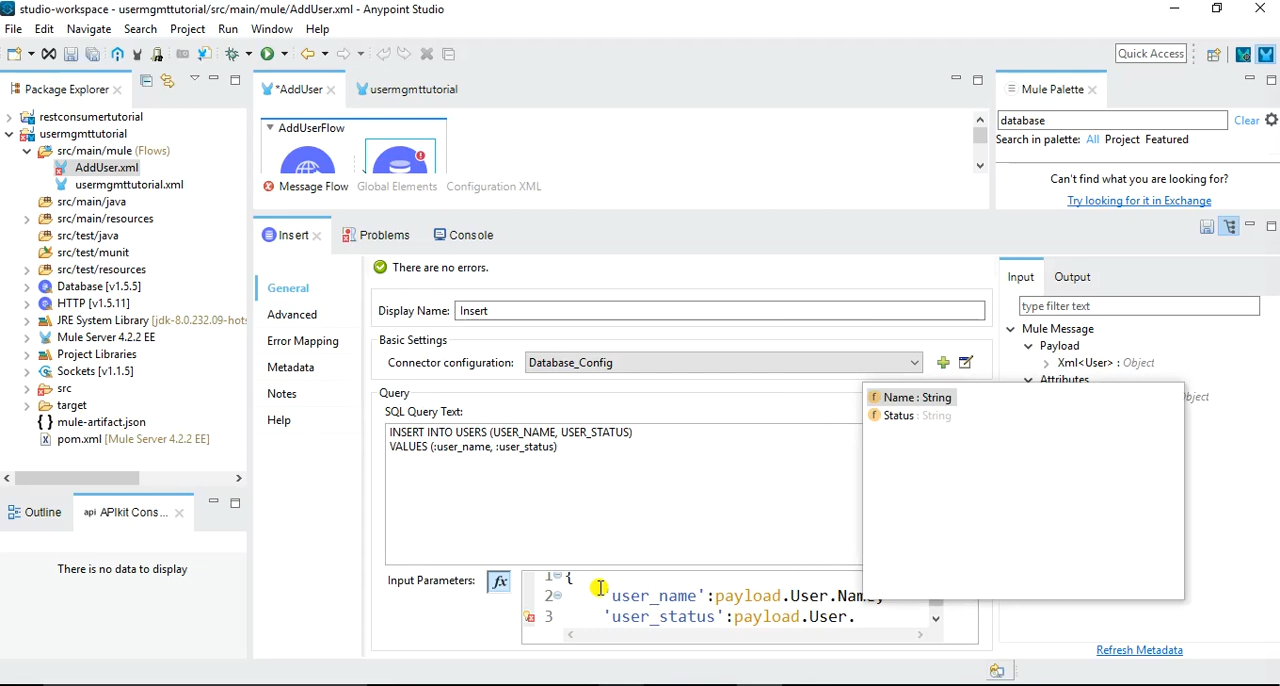 studio-workspace - usermgmttutorial/src/main/mule/AddUser.xml - Anypoint Studio
File Edit Navigate Search Project Run Window Help
Quick Access
Package Explorer
restconsumertutorial
usermgmttutorial
src/main/mule (Flows)
AddUser.xml
usermgmttutorial.xml
src/main/java
src/main/resources
src/test/java
src/test/munit
src/test/resources
Database [v1.5.5]
HTTP [v1.5.11]
JRE System Library [jdk-8.0.232.09-hots
Mule Server 4.2.2 EE
Project Libraries
Sockets [v1.1.5]
src
target
mule-artifact.json
pom.xml [Mule Server 4.2.2 EE]
Outline
api APIkit Cons...
There is no data to display
*AddUser
usermgmttutorial
AddUserFlow
Message Flow Global Elements Configuration XML
Mule Palette
database
Clear
Search in palette: All Project Featured
Can't find what you are looking for?
Try looking for it in Exchange
Insert
Problems
Console
There are no errors.
General
Advanced
Error Mapping
Metadata
Notes
Help
Display Name: Insert
Basic Settings
Connector configuration: Database_Config
Query
SQL Query Text:
INSERT INTO USERS (USER_NAME, USER_STATUS)
VALUES (:user_name, :user_status)
Input Parameters: fx
1 {
2 'user_name':payload.User.Name,
3 'user_status':payload.User.
Name : String
Status : String
Input Output
type filter text
Mule Message
Payload
Xml<User> : Object
Attributes
Object
Refresh Metadata